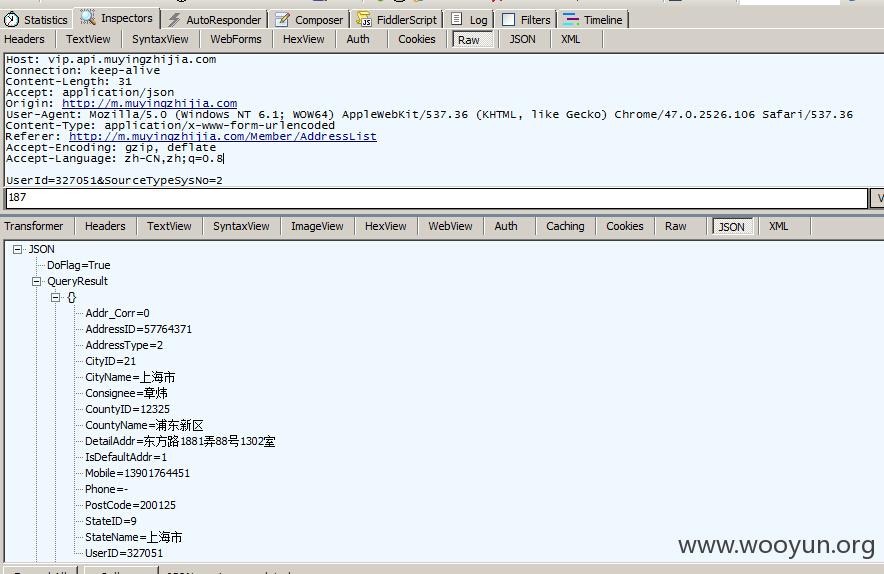 Statistics Inspectors AutoResponder Composer FiddlerScript Log Filters Timeline
Headers TextView SyntaxView WebForms HexView Auth Cookies Raw JSON XML
Host: vip.api.muyingzhijia.com
Connection: keep-alive
Content-Length: 31
Accept: application/json
Origin: http://m.muyingzhijia.com
User-Agent: Mozilla/5.0 (Windows NT 6.1; WOW64) AppleWebKit/537.36 (KHTML, like Gecko) Chrome/47.0.2526.106 Safari/537.36
Content-Type: application/x-www-form-urlencoded
Referer: http://m.muyingzhijia.com/Member/AddressList
Accept-Encoding: gzip, deflate
Accept-Language: zh-CN,zh;q=0.8
UserId=327051&SourceTypeSysNo=2
187
Transformer Headers TextView SyntaxView ImageView HexView WebView Auth Caching Cookies Raw JSON XML
JSON
DoFlag=True
QueryResult
{}
Addr_Corr=0
AddressID=57764371
AddressType=2
CityID=21
CityName=上海市
Consignee=章炜
CountyID=12325
CountyName=浦东新区
DetailAddr=东方路1881弄88号1302室
IsDefaultAddr=1
Mobile=13901764451
Phone=-
PostCode=200125
StateID=9
StateName=上海市
UserID=327051
www.wooyun.org